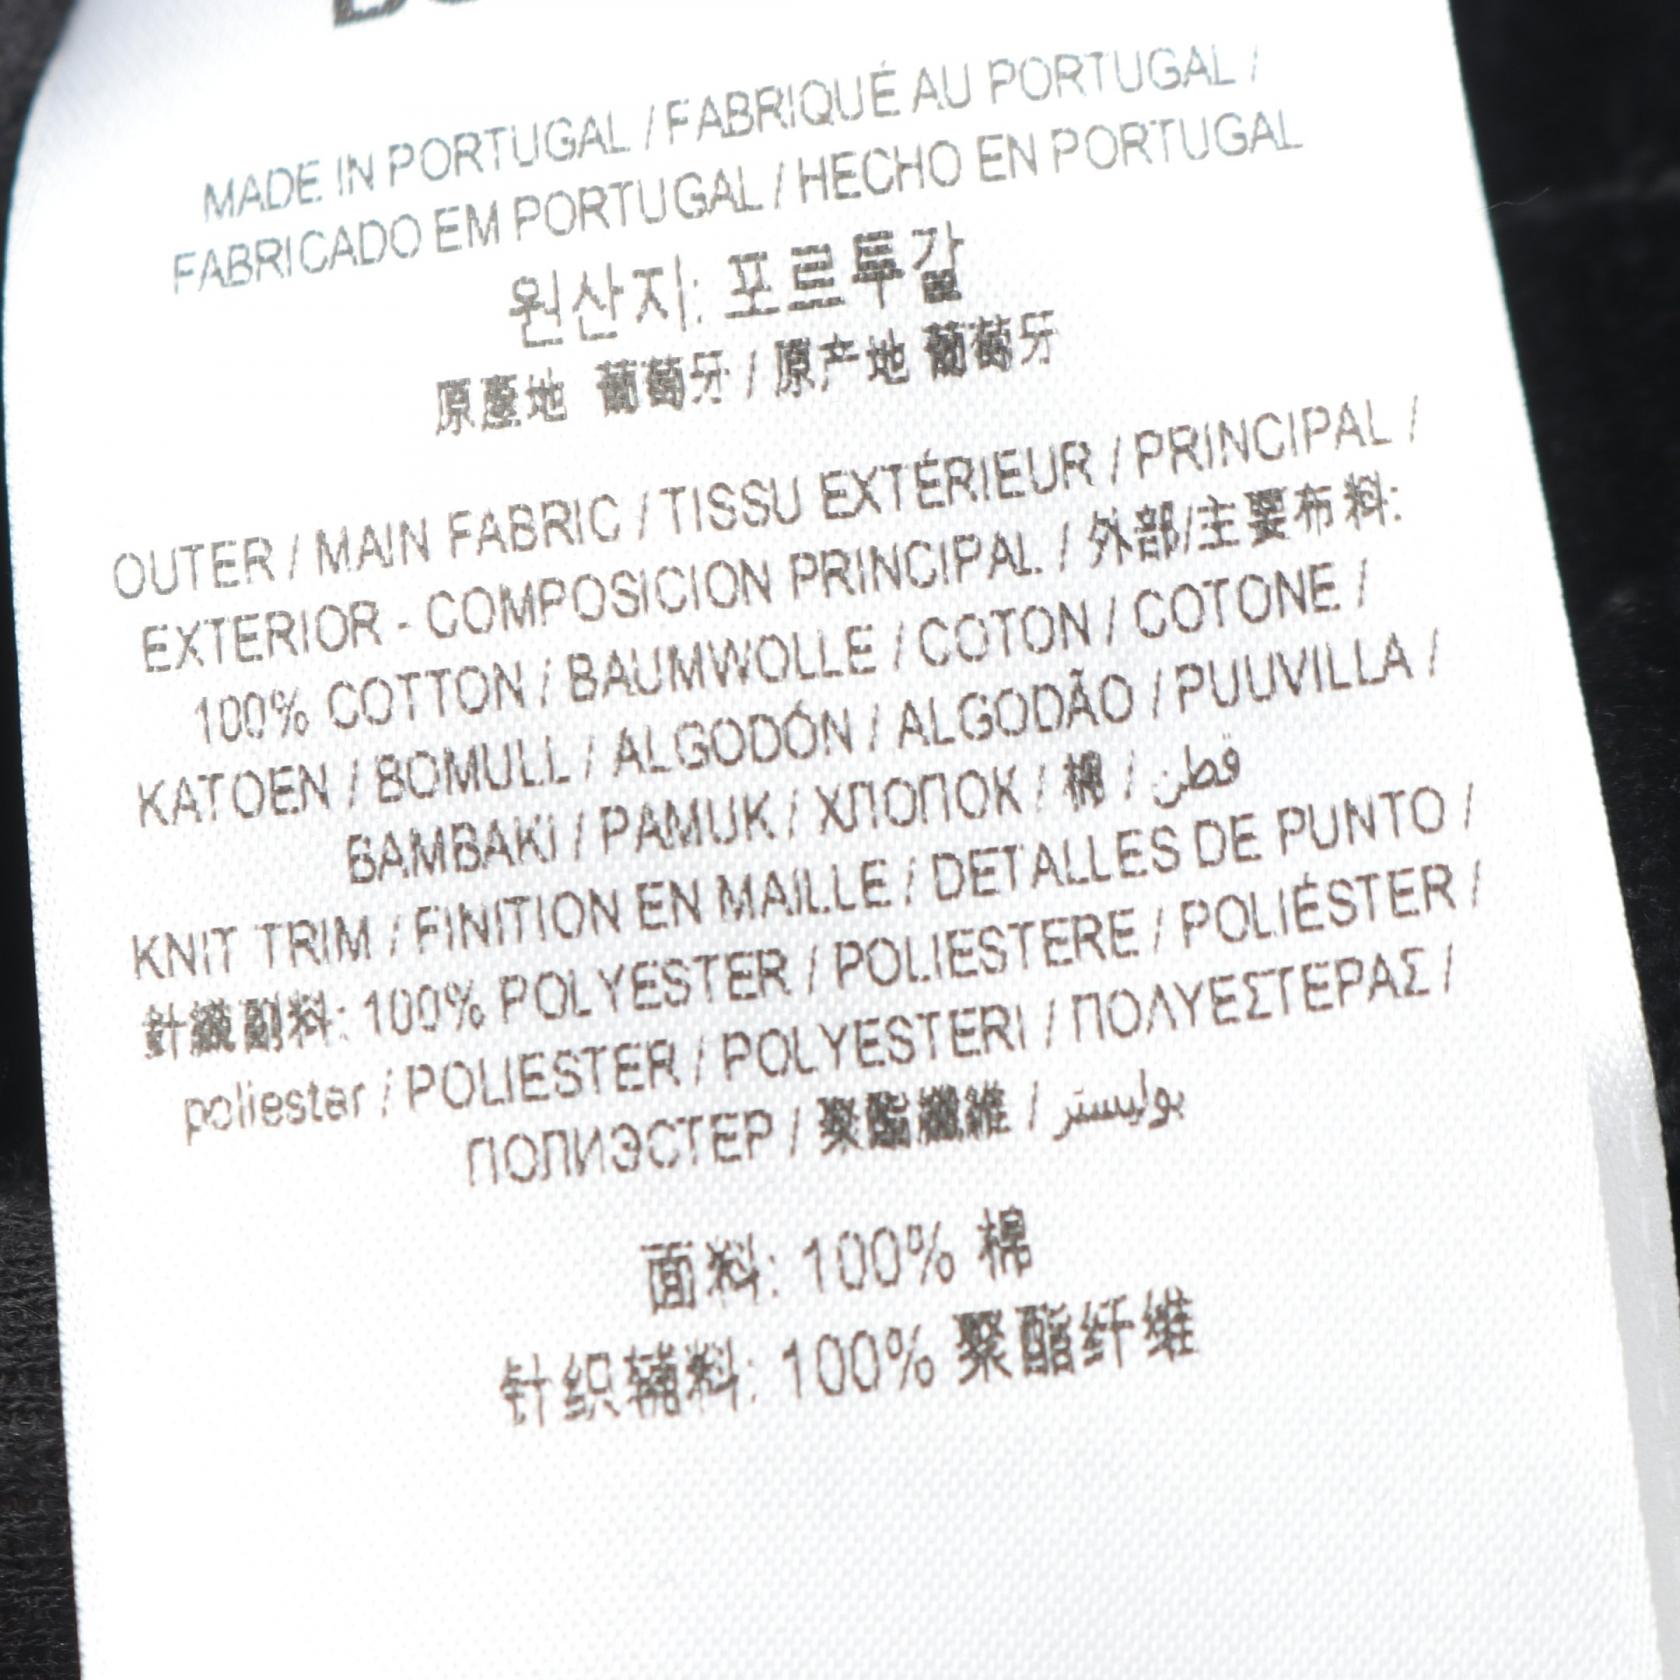 MADE IN PORTUGAL / FABRIQUÉ AU PORTUGAL /
FABRICADO EM PORTUGAL / HECHO EN PORTUGAL
원산지: 포르투갈
原產地 葡萄牙 / 原产地 葡萄牙
OUTER / MAIN FABRIC / TISSU EXTÉRIEUR / PRINCIPAL /
EXTERIOR - COMPOSICION PRINCIPAL / 外部/主要布料:
100% COTTON / BAUMWOLLE / COTON / COTONE /
KATOEN / BOMULL / ALGODÓN / ALGODÃO / PUUVILLA /
BAMBAKI / PAMUK / ХЛОПОК / 棉 / قطن
KNIT TRIM / FINITION EN MAILLE / DETALLES DE PUNTO /
針織副料: 100% POLYESTER / POLIESTERE / POLIÉSTER /
poliestar / POLIESTER / POLYESTERI / ΠΟΛΥΕΣΤΕΡΑΣ /
ПОЛИЭСТЕР / 聚酯纖維 / بوليستر
面料: 100% 棉
针织辅料: 100% 聚酯纤维